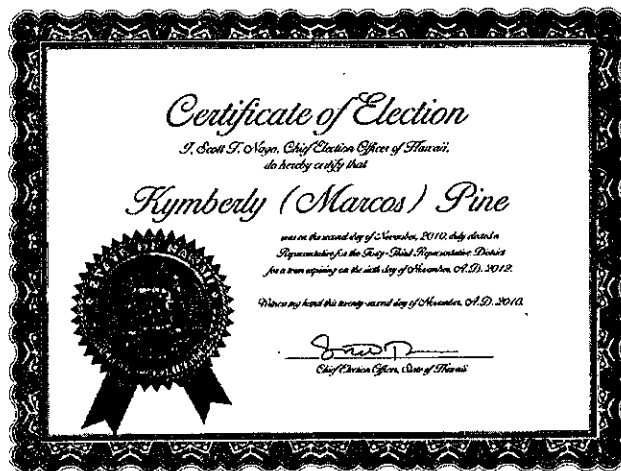 Certificate of Election
I, Scott T. Nago, Chief Election Officer of Hawaii,
do hereby certify that
Kymberly (Marcos) Pine
was on the second day of November, 2010, duly elected a
Representative for the Forty-Third Representative District
for a term expiring on the sixth day of November, A.D. 2012.
Witness my hand this twenty-second day of November, A.D. 2010.
Chief Election Officer, State of Hawaii